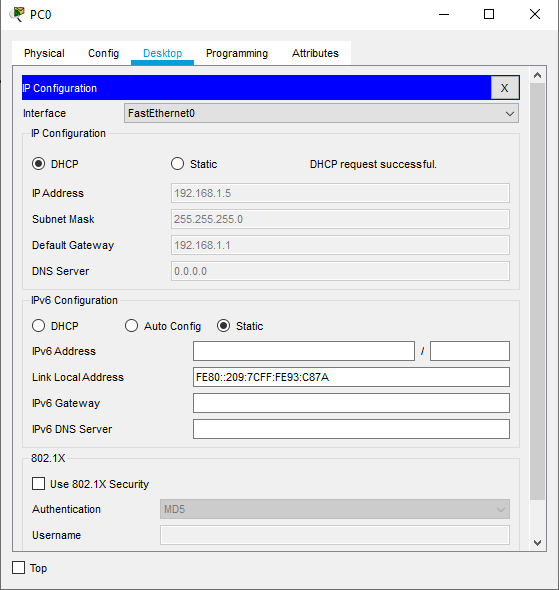 PC0
Physical Config Desktop Programming Attributes
IP Configuration X
Interface FastEthernet0
IP Configuration
DHCP Static DHCP request successful.
IP Address 192.168.1.5
Subnet Mask 255.255.255.0
Default Gateway 192.168.1.1
DNS Server 0.0.0.0
IPv6 Configuration
DHCP Auto Config Static
IPv6 Address /
Link Local Address FE80::209:7CFF:FE93:C87A
IPv6 Gateway
IPv6 DNS Server
802.1X
Use 802.1X Security
Authentication MD5
Username
Top